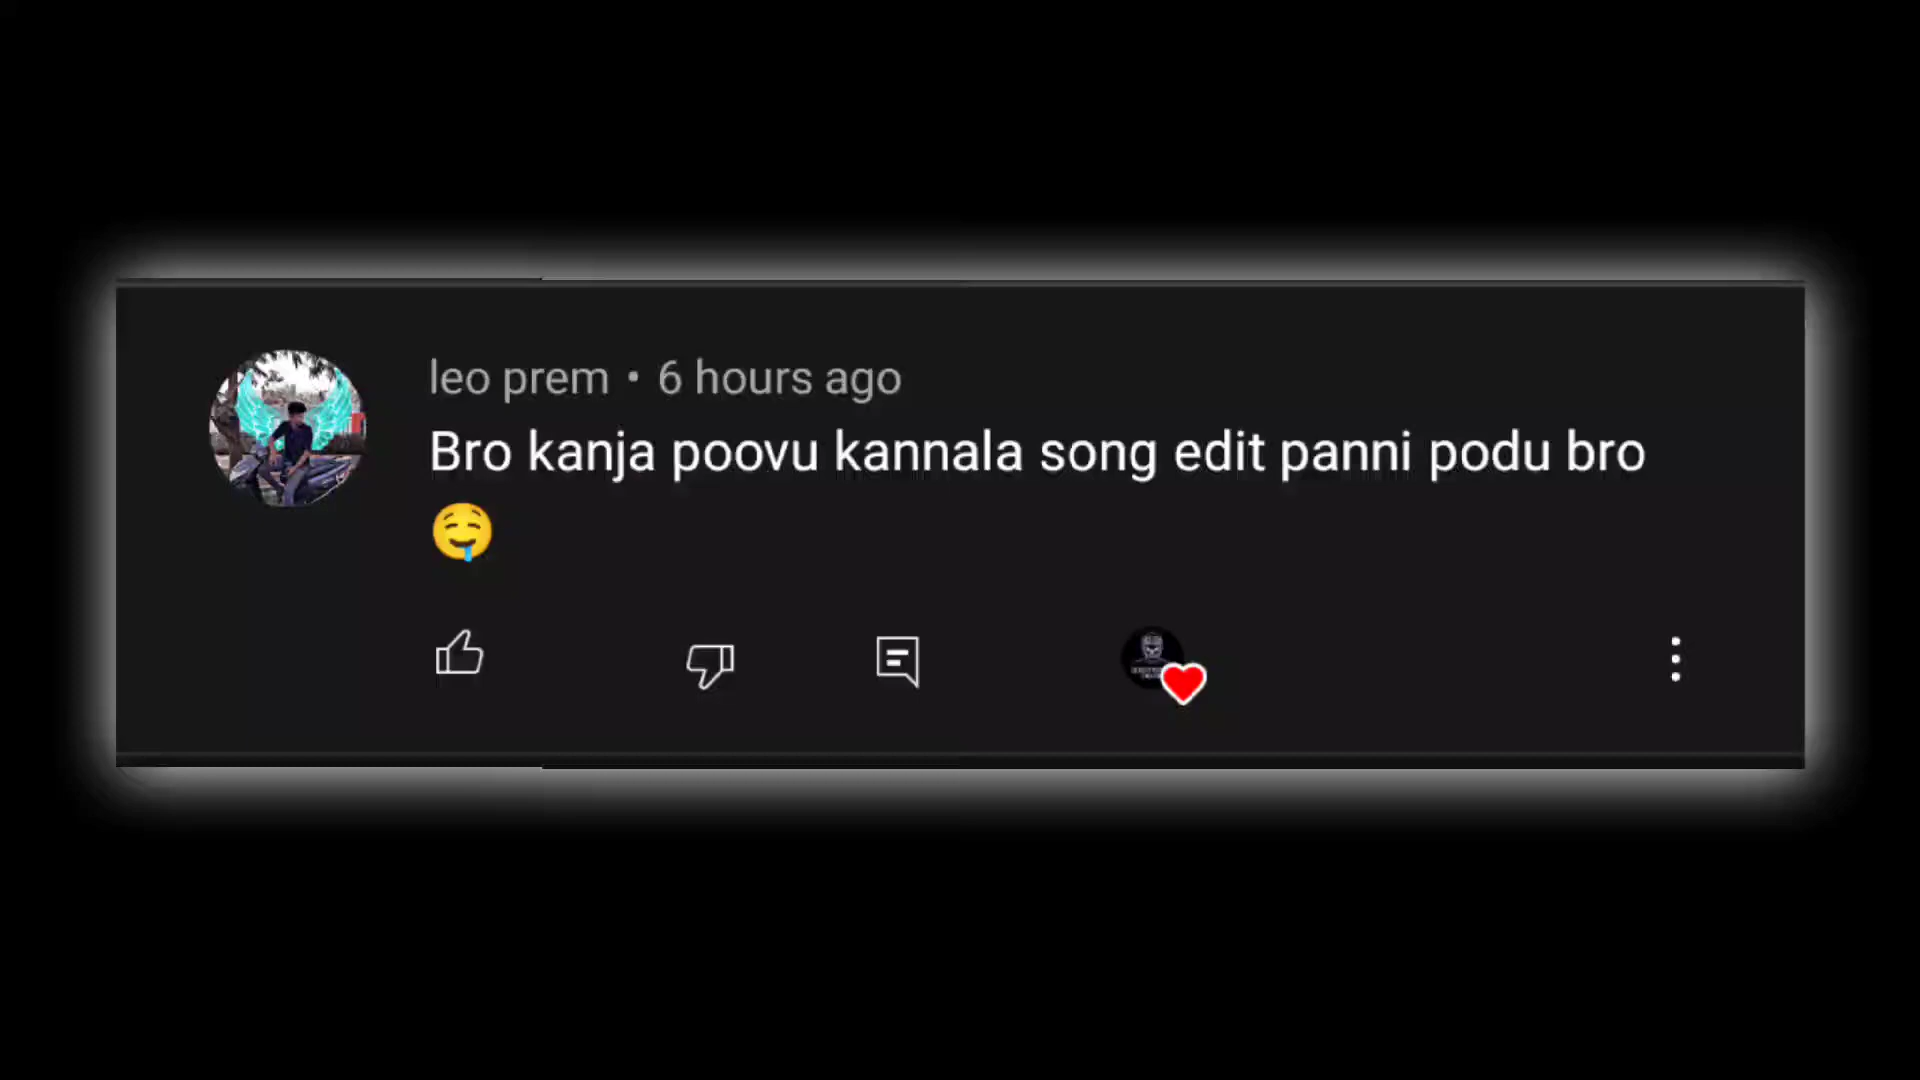 leo prem • 6 hours ago
Bro kanja poovu kannala song edit panni podu bro
🤤